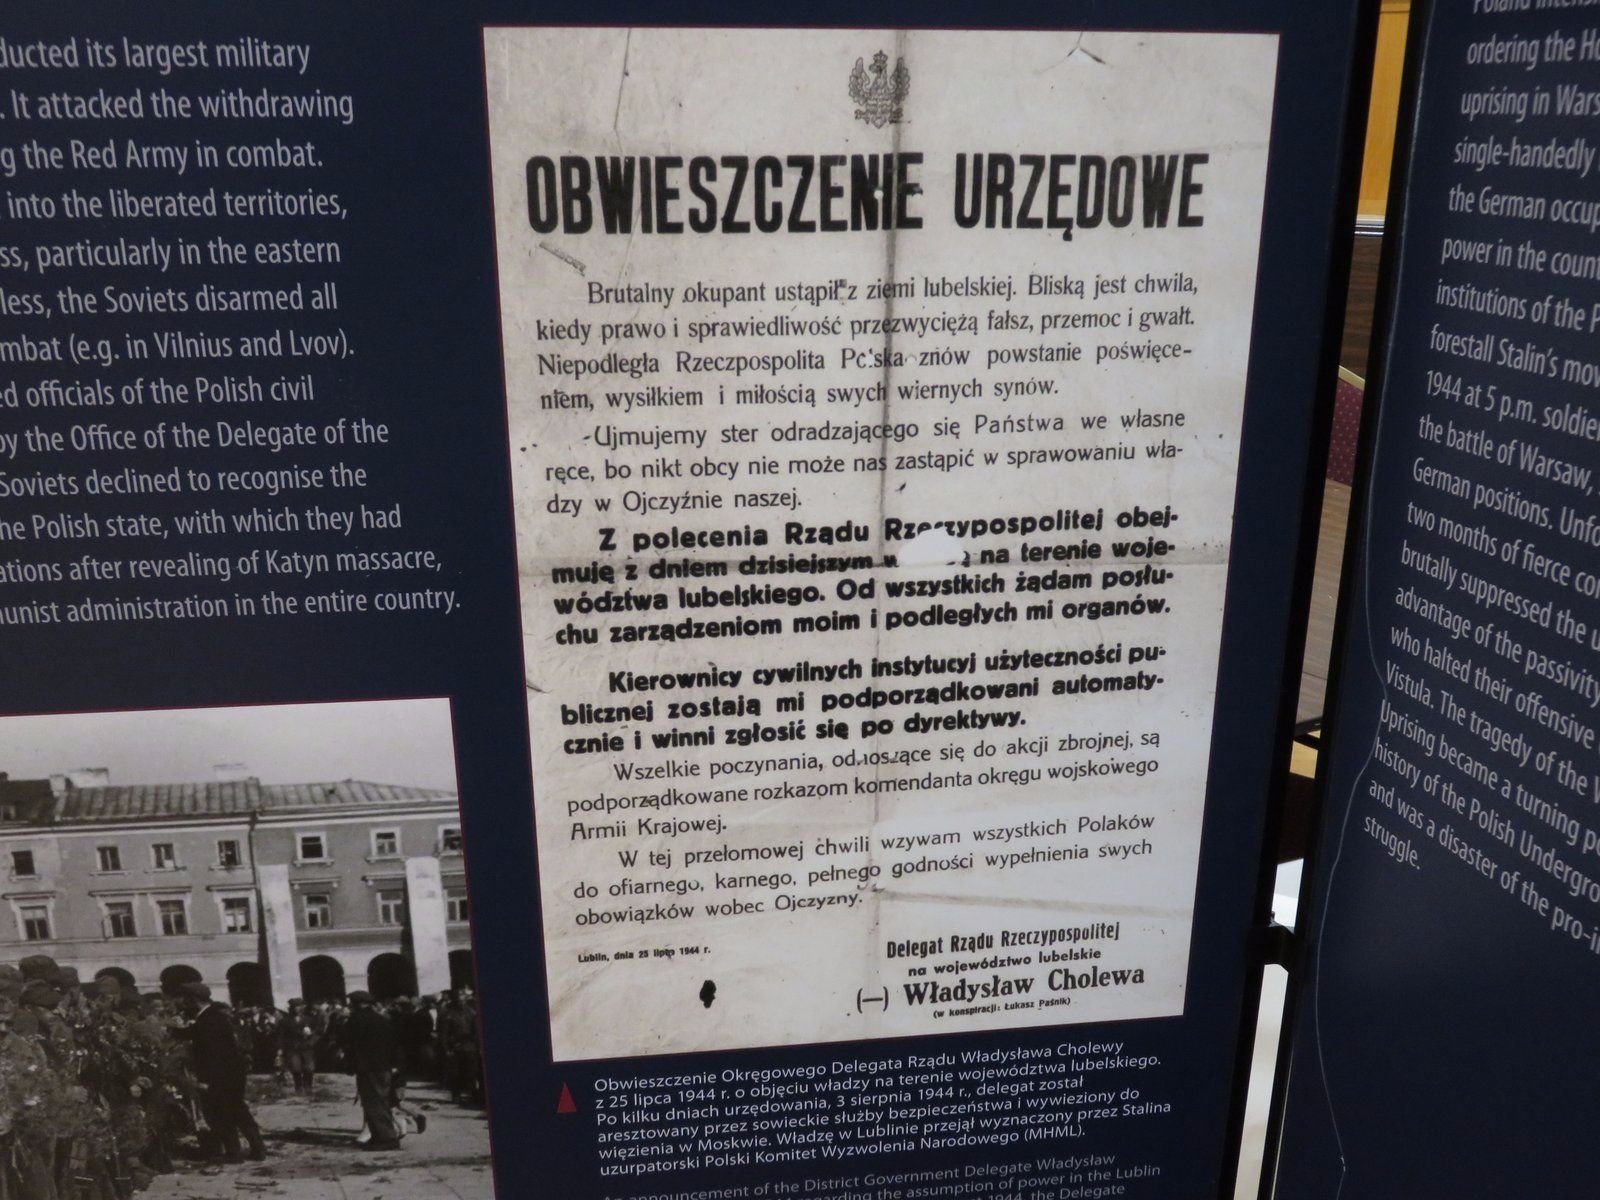 ducted its largest military
. It attacked the withdrawing
g the Red Army in combat.
into the liberated territories,
ss, particularly in the eastern
less, the Soviets disarmed all
mbat (e.g. in Vilnius and Lvov).
ed officials of the Polish civil
by the Office of the Delegate of the
Soviets declined to recognise the
he Polish state, with which they had
ations after revealing of Katyn massacre,
unist administration in the entire country.
OBWIESZCZENIE URZĘDOWE
Brutalny okupant ustąpił z ziemi lubelskiej. Bliską jest chwila,
kiedy prawo i sprawiedliwość przezwyciężą fałsz, przemoc i gwałt.
Niepodległa Rzeczpospolita Polska znów powstanie poświęce-
niem, wysiłkiem i miłością swych wiernych synów.
Ujmujemy ster odradzającego się Państwa we własne
ręce, bo nikt obcy nie może nas zastąpić w sprawowaniu wła-
dzy w Ojczyźnie naszej.
Z polecenia Rządu Rzeczypospolitej obej-
muję z dniem dzisiejszym na terenie woje-
wództwa lubelskiego. Od wszystkich żądam posłu-
chu zarządzeniom moim i podległych mi organów.
Kierownicy cywilnych instytucyj użyteczności pu-
blicznej zostają mi podporządkowani automaty-
cznie i winni zgłosić się po dyrektywy.
Wszelkie poczynania, odnoszące się do akcji zbrojnej, są
podporządkowane rozkazom komendanta okręgu wojskowego
Armii Krajowej.
W tej przełomowej chwili wzywam wszystkich Polaków
do ofiarnego, karnego, pełnego godności wypełnienia swych
obowiązków wobec Ojczyzny.
Lublin, dnia 25 lipca 1944 r.
Delegat Rządu Rzeczypospolitej
na województwo lubelskie
(—) Władysław Cholewa
(w konspiracji: Łukasz Paśnik)
Obwieszczenie Okręgowego Delegata Rządu Władysława Cholewy
z 25 lipca 1944 r. o objęciu władzy na terenie województwa lubelskiego.
Po kilku dniach urzędowania, 3 sierpnia 1944 r., delegat został
aresztowany przez sowieckie służby bezpieczeństwa i wywieziony do
więzienia w Moskwie. Władzę w Lublinie przejął wyznaczony przez Stalina
uzurpatorski Polski Komitet Wyzwolenia Narodowego (MHML).
An announcement of the District Government Delegate Władysław
regarding the assumption of power in the Lublin
1944, the Delegate
Poland
ordering the Ho
uprising in Wars
single-handedly
the German occup
power in the count
institutions of the P
forestall Stalin's mov
1944 at 5 p.m. soldier
the battle of Warsaw,
German positions. Unfo
two months of fierce co
brutally suppressed the u
advantage of the passivity
who halted their offensive
Vistula. The tragedy of the W
Uprising became a turning po
history of the Polish Undergro
and was a disaster of the pro-i
struggle.